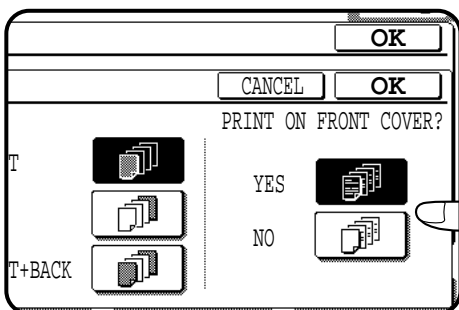 OK
CANCEL OK
PRINT ON FRONT COVER?
T
YES
NO
T+BACK